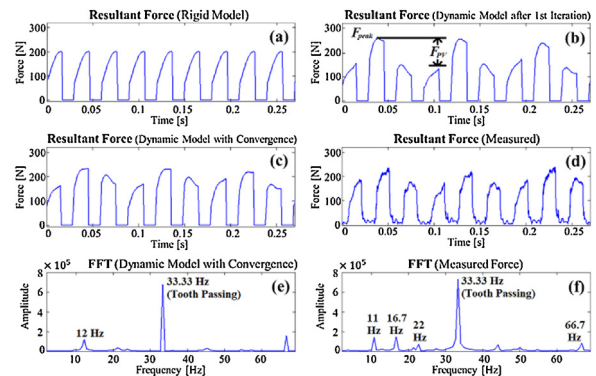 Resultant Force (Rigid Model)
(a)
Force [N]
300
200
100
0
0 0.05 0.1 0.15 0.2 0.25
Time [s]
Resultant Force (Dynamic Model after 1st Iteration)
(b)
Fpeak
FPV
Force [N]
300
200
100
0
0 0.05 0.1 0.15 0.2 0.25
Time [s]
Resultant Force (Dynamic Model with Convergence)
(c)
Force [N]
300
200
100
0
0 0.05 0.1 0.15 0.2 0.25
Time [s]
Resultant Force (Measured)
(d)
Force [N]
300
200
100
0
0 0.05 0.1 0.15 0.2 0.25
Time [s]
FFT (Dynamic Model with Convergence)
(e)
× 10⁵
Amplitude
8
6
4
2
0
33.33 Hz
(Tooth Passing)
12 Hz
0 10 20 30 40 50 60
Frequency [Hz]
FFT (Measured Force)
(f)
× 10⁵
Amplitude
8
6
4
2
0
33.33 Hz
(Tooth Passing)
11
Hz
16.7
Hz
22
Hz
66.7
Hz
0 10 20 30 40 50 60
Frequency [Hz]